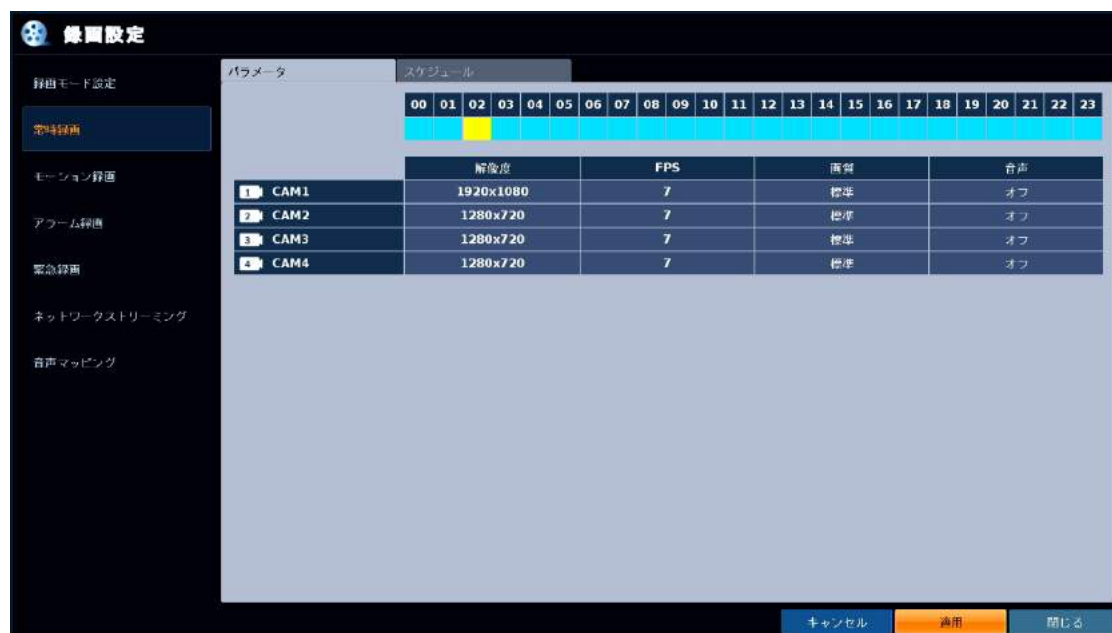 録画設定
録画モード設定
常時録画
モーション録画
アラーム録画
緊急録画
ネットワークストリーミング
音声マッピング
パラメータ スケジュール
00 01 02 03 04 05 06 07 08 09 10 11 12 13 14 15 16 17 18 19 20 21 22 23
解像度 FPS 画質 音声
1 CAM1 1920x1080 7 標準 オフ
2 CAM2 1280x720 7 標準 オフ
3 CAM3 1280x720 7 標準 オフ
4 CAM4 1280x720 7 標準 オフ
キャンセル 適用 閉じる